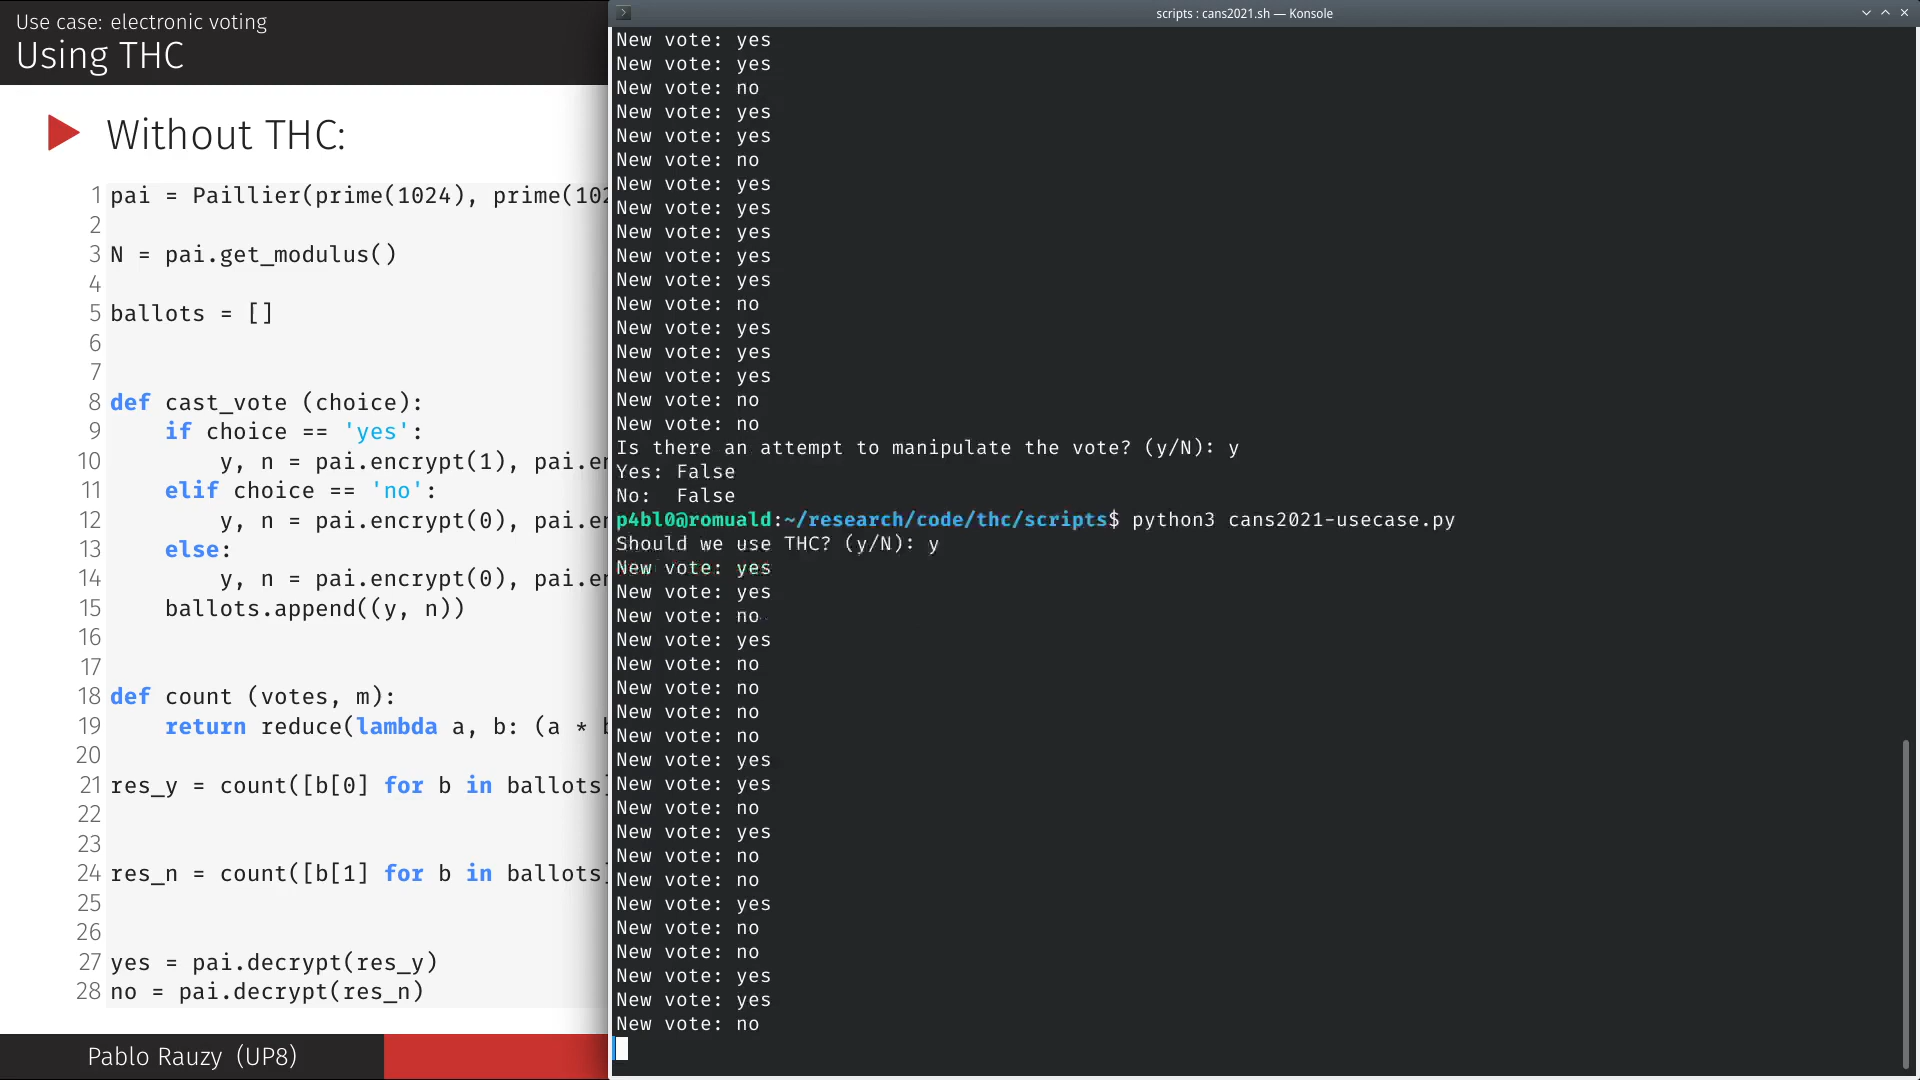 Use case: electronic voting
Using THC
Without THC:
1 pai = Paillier(prime(1024), prime(102
2
3 N = pai.get_modulus()
4
5 ballots = []
6
7
8 def cast_vote (choice):
9 if choice == 'yes':
10 y, n = pai.encrypt(1), pai.en
11 elif choice == 'no':
12 y, n = pai.encrypt(0), pai.en
13 else:
14 y, n = pai.encrypt(0), pai.en
15 ballots.append((y, n))
16
17
18 def count (votes, m):
19 return reduce(lambda a, b: (a * b
20
21 res_y = count([b[0] for b in ballots]
22
23
24 res_n = count([b[1] for b in ballots]
25
26
27 yes = pai.decrypt(res_y)
28 no = pai.decrypt(res_n)
Pablo Rauzy (UP8)
scripts : cans2021.sh — Konsole
New vote: yes
New vote: yes
New vote: no
New vote: yes
New vote: yes
New vote: no
New vote: yes
New vote: yes
New vote: yes
New vote: yes
New vote: yes
New vote: no
New vote: yes
New vote: yes
New vote: yes
New vote: no
New vote: no
Is there an attempt to manipulate the vote? (y/N): y
Yes: False
No:  False
p4bl0@romuald:~/research/code/thc/scripts$ python3 cans2021-usecase.py
Should we use THC? (y/N): y
New vote: yes
New vote: yes
New vote: no
New vote: yes
New vote: no
New vote: no
New vote: no
New vote: no
New vote: yes
New vote: yes
New vote: no
New vote: yes
New vote: no
New vote: no
New vote: yes
New vote: no
New vote: no
New vote: yes
New vote: yes
New vote: no